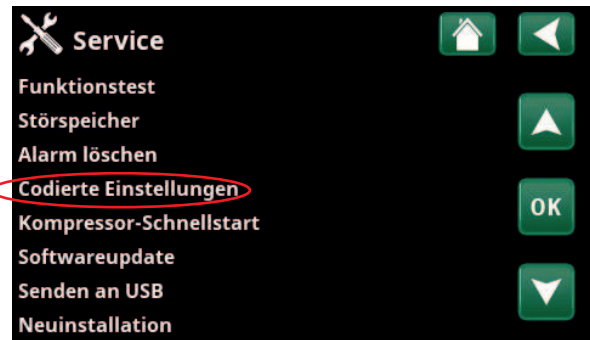 Service
Funktionstest
Störspeicher
Alarm löschen
Codierte Einstellungen
OK
Kompressor-Schnellstart
Softwareupdate
Senden an USB
Neuinstallation